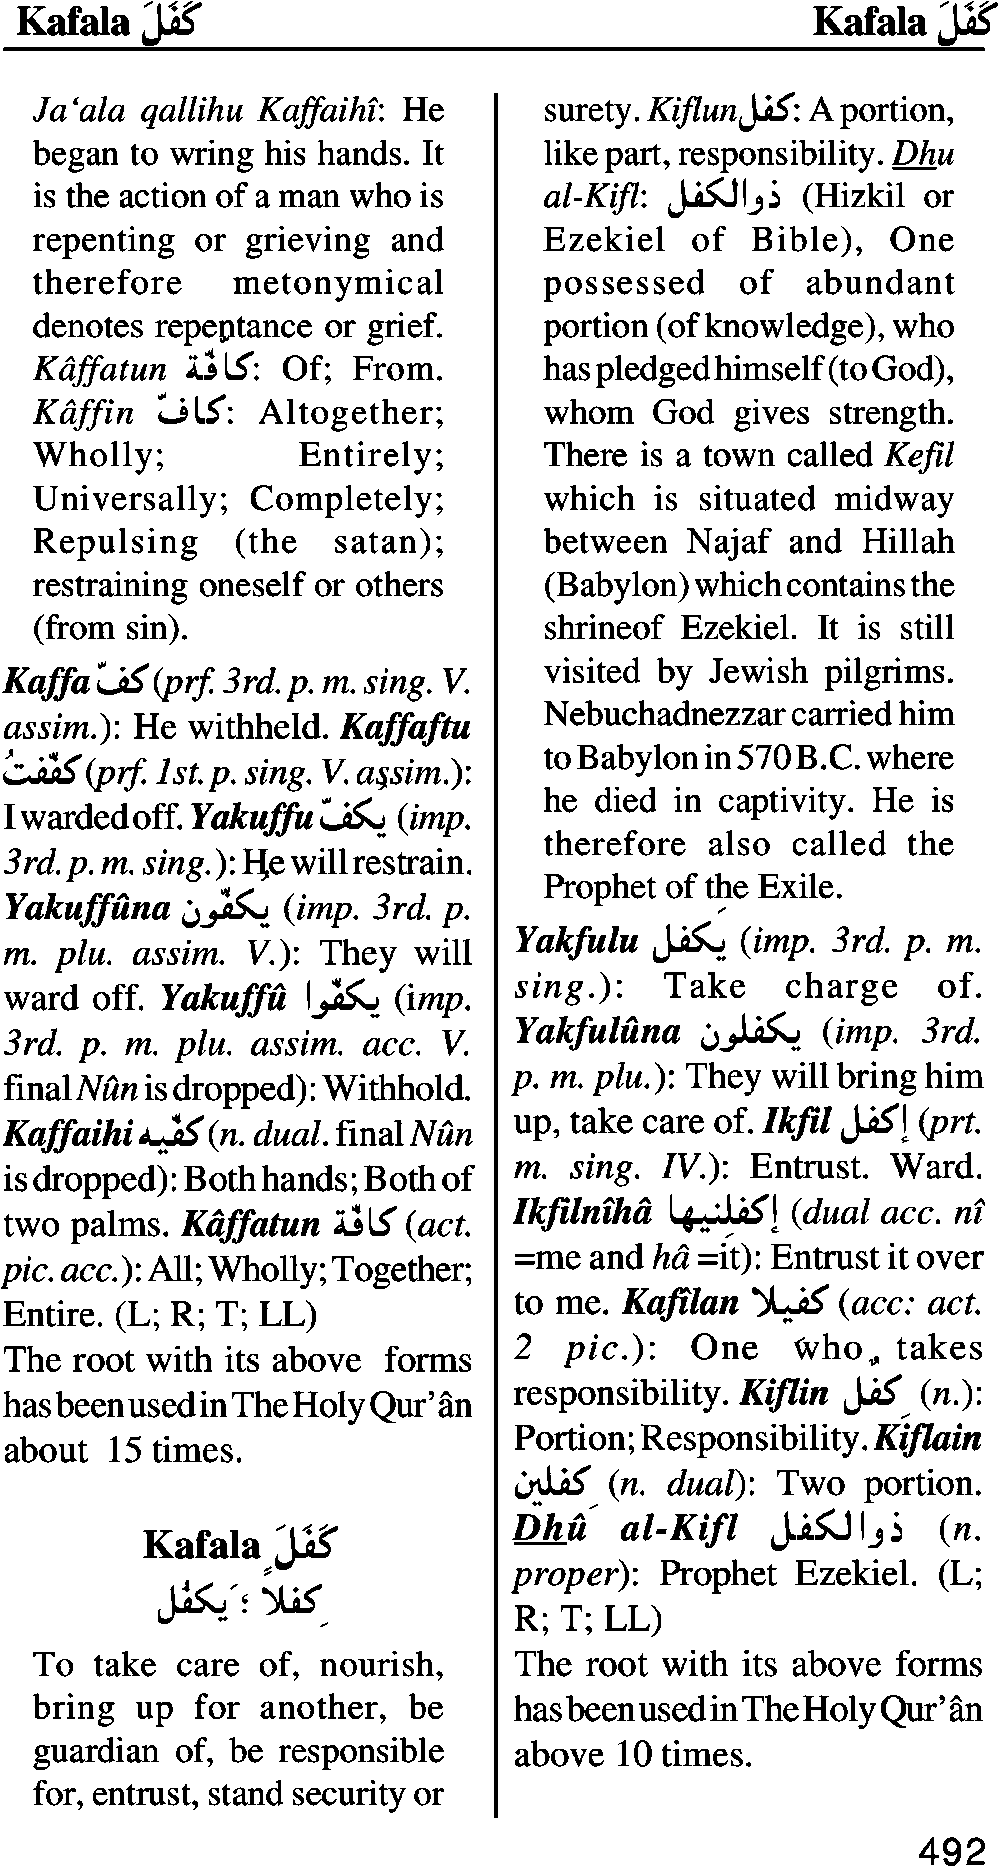 Kafala كَفَلَ
Kafala كَفَلَ
Ja‘ala qallihu Kaffaihî: He
began to wring his hands. It
is the action of a man who is
repenting or grieving and
therefore metonymical
denotes repentance or grief.
Kâffatun كافّة: Of; From.
Kâffin كافّ: Altogether;
Wholly; Entirely;
Universally; Completely;
Repulsing (the satan);
restraining oneself or others
(from sin).
Kaffa كفّ (prf. 3rd. p. m. sing. V.
assim.): He withheld. Kaffaftu
كفّفتُ (prf. 1st. p. sing. V. assim.):
I warded off. Yakuffu يكفّ (imp.
3rd. p. m. sing.): He will restrain.
Yakuffûna يكفّون (imp. 3rd. p.
m. plu. assim. V.): They will
ward off. Yakuffû يكفّوا (imp.
3rd. p. m. plu. assim. acc. V.
final Nûn is dropped): Withhold.
Kaffaihi كفّيه (n. dual. final Nûn
is dropped): Both hands; Both of
two palms. Kâffatun كافّة (act.
pic. acc.): All; Wholly; Together;
Entire. (L; R; T; LL)
The root with its above forms
has been used in The Holy Qur’ân
about 15 times.
Kafala كَفَلَ
كِفلاً ؛ يَكفُل
To take care of, nourish,
bring up for another, be
guardian of, be responsible
for, entrust, stand security or
surety. Kiflun كفل: A portion,
like part, responsibility. Dhu
al-Kifl: ذوالكفل (Hizkil or
Ezekiel of Bible), One
possessed of abundant
portion (of knowledge), who
has pledged himself (to God),
whom God gives strength.
There is a town called Kefil
which is situated midway
between Najaf and Hillah
(Babylon) which contains the
shrineof Ezekiel. It is still
visited by Jewish pilgrims.
Nebuchadnezzar carried him
to Babylon in 570 B.C. where
he died in captivity. He is
therefore also called the
Prophet of the Exile.
Yakfulu يكفل (imp. 3rd. p. m.
sing.): Take charge of.
Yakfulûna يكفلون (imp. 3rd.
p. m. plu.): They will bring him
up, take care of. Ikfil إكفل (prt.
m. sing. IV.): Entrust. Ward.
Ikfilnîhâ إكفلنيها (dual acc. nî
=me and hâ =it): Entrust it over
to me. Kafîlan كفيلا (acc: act.
2 pic.): One who takes
responsibility. Kiflin كفل (n.):
Portion; Responsibility. Kiflain
كفلين (n. dual): Two portion.
Dhû al-Kifl ذوالكفل (n.
proper): Prophet Ezekiel. (L;
R; T; LL)
The root with its above forms
has been used in The Holy Qur’ân
above 10 times.
492